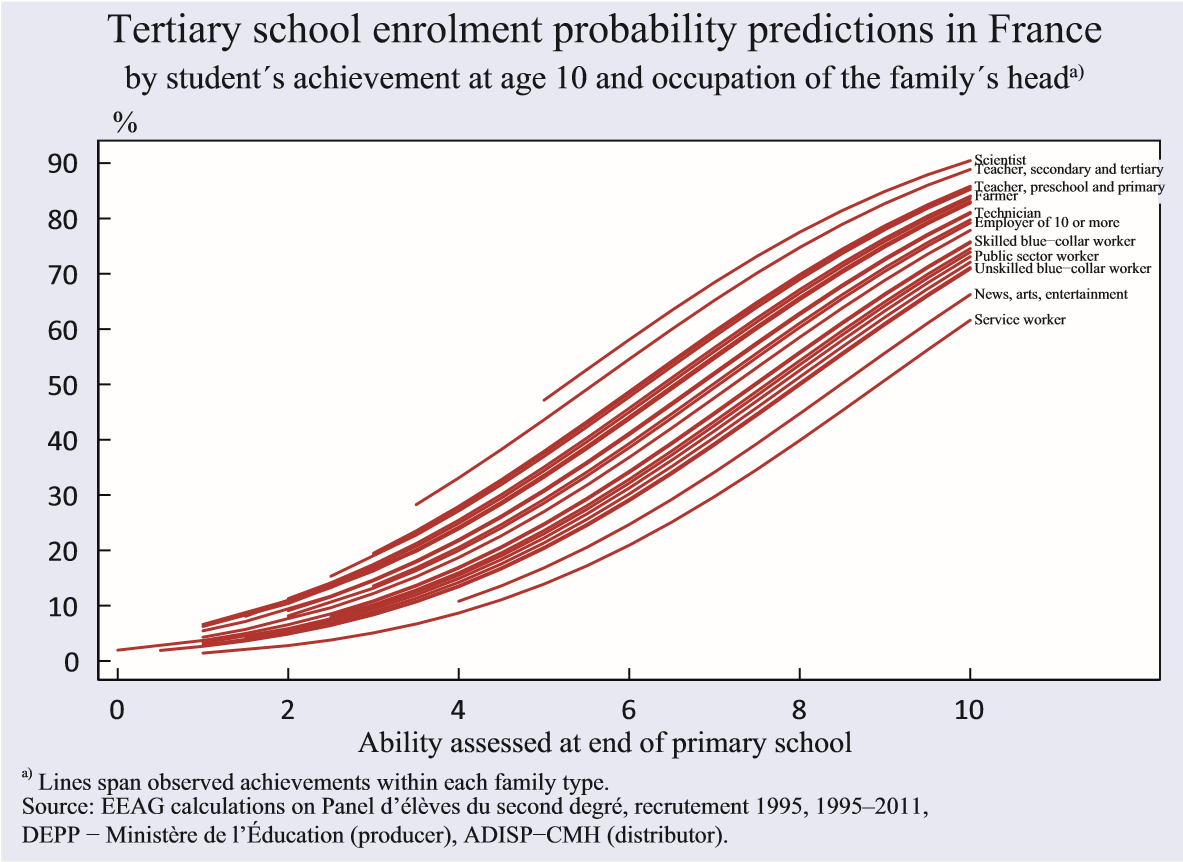 Tertiary school enrolment probability predictions in France
by student´s achievement at age 10 and occupation of the family´s head a)
%
90
80
70
60
50
40
30
20
10
0
Scientist
Teacher, secondary and tertiary
Teacher, preschool and primary
Farmer
Technician
Employer of 10 or more
Skilled blue−collar worker
Public sector worker
Unskilled blue−collar worker
News, arts, entertainment
Service worker
0 2 4 6 8 10
Ability assessed at end of primary school
a) Lines span observed achievements within each family type.
Source: EEAG calculations on Panel d’élèves du second degré, recrutement 1995, 1995–2011,
DEPP − Ministère de l’Éducation (producer), ADISP−CMH (distributor).